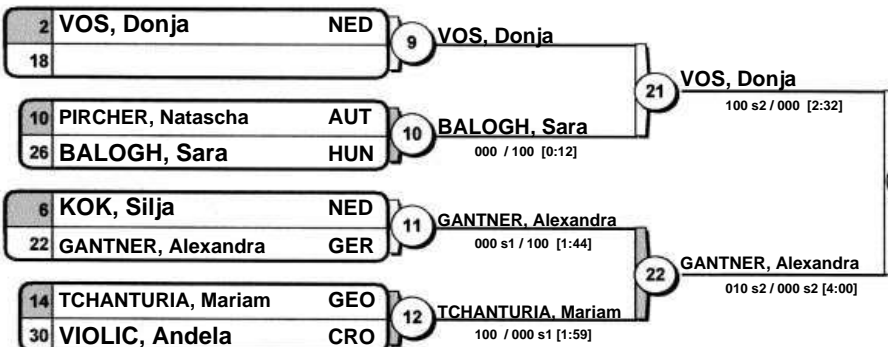 2 VOS, Donja NED
18
9
VOS, Donja
10 PIRCHER, Natascha AUT
26 BALOGH, Sara HUN
10
BALOGH, Sara
000 / 100 [0:12]
21
VOS, Donja
100 s2 / 000 [2:32]
6 KOK, Silja NED
22 GANTNER, Alexandra GER
11
GANTNER, Alexandra
000 s1 / 100 [1:44]
14 TCHANTURIA, Mariam GEO
30 VIOLIC, Andela CRO
12
TCHANTURIA, Mariam
100 / 000 s1 [1:59]
22
GANTNER, Alexandra
010 s2 / 000 s2 [4:00]